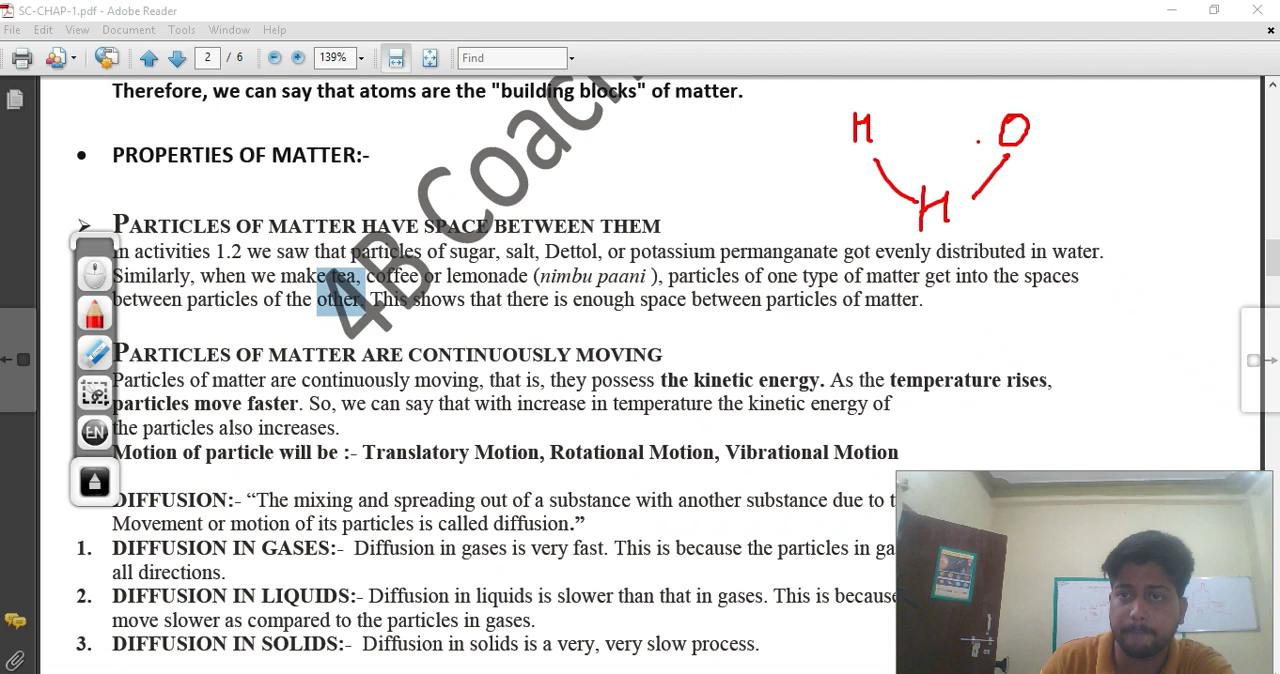 SC-CHAP-1.pdf - Adobe Reader
File Edit View Document Tools Window Help
2 / 6 139% Find
Therefore, we can say that atoms are the "building blocks" of matter.
H O
• PROPERTIES OF MATTER:-
H
➢ PARTICLES OF MATTER HAVE SPACE BETWEEN THEM
In activities 1.2 we saw that particles of sugar, salt, Dettol, or potassium permanganate got evenly distributed in water.
Similarly, when we make tea, coffee or lemonade (nimbu paani ), particles of one type of matter get into the spaces
between particles of the other. This shows that there is enough space between particles of matter.
4B Coach
PARTICLES OF MATTER ARE CONTINUOUSLY MOVING
Particles of matter are continuously moving, that is, they possess the kinetic energy. As the temperature rises,
particles move faster. So, we can say that with increase in temperature the kinetic energy of
EN
the particles also increases.
Motion of particle will be :- Translatory Motion, Rotational Motion, Vibrational Motion
DIFFUSION:- “The mixing and spreading out of a substance with another substance due to t
Movement or motion of its particles is called diffusion.”
1. DIFFUSION IN GASES:- Diffusion in gases is very fast. This is because the particles in ga
all directions.
2. DIFFUSION IN LIQUIDS:- Diffusion in liquids is slower than that in gases. This is because
move slower as compared to the particles in gases.
3. DIFFUSION IN SOLIDS:- Diffusion in solids is a very, very slow process.